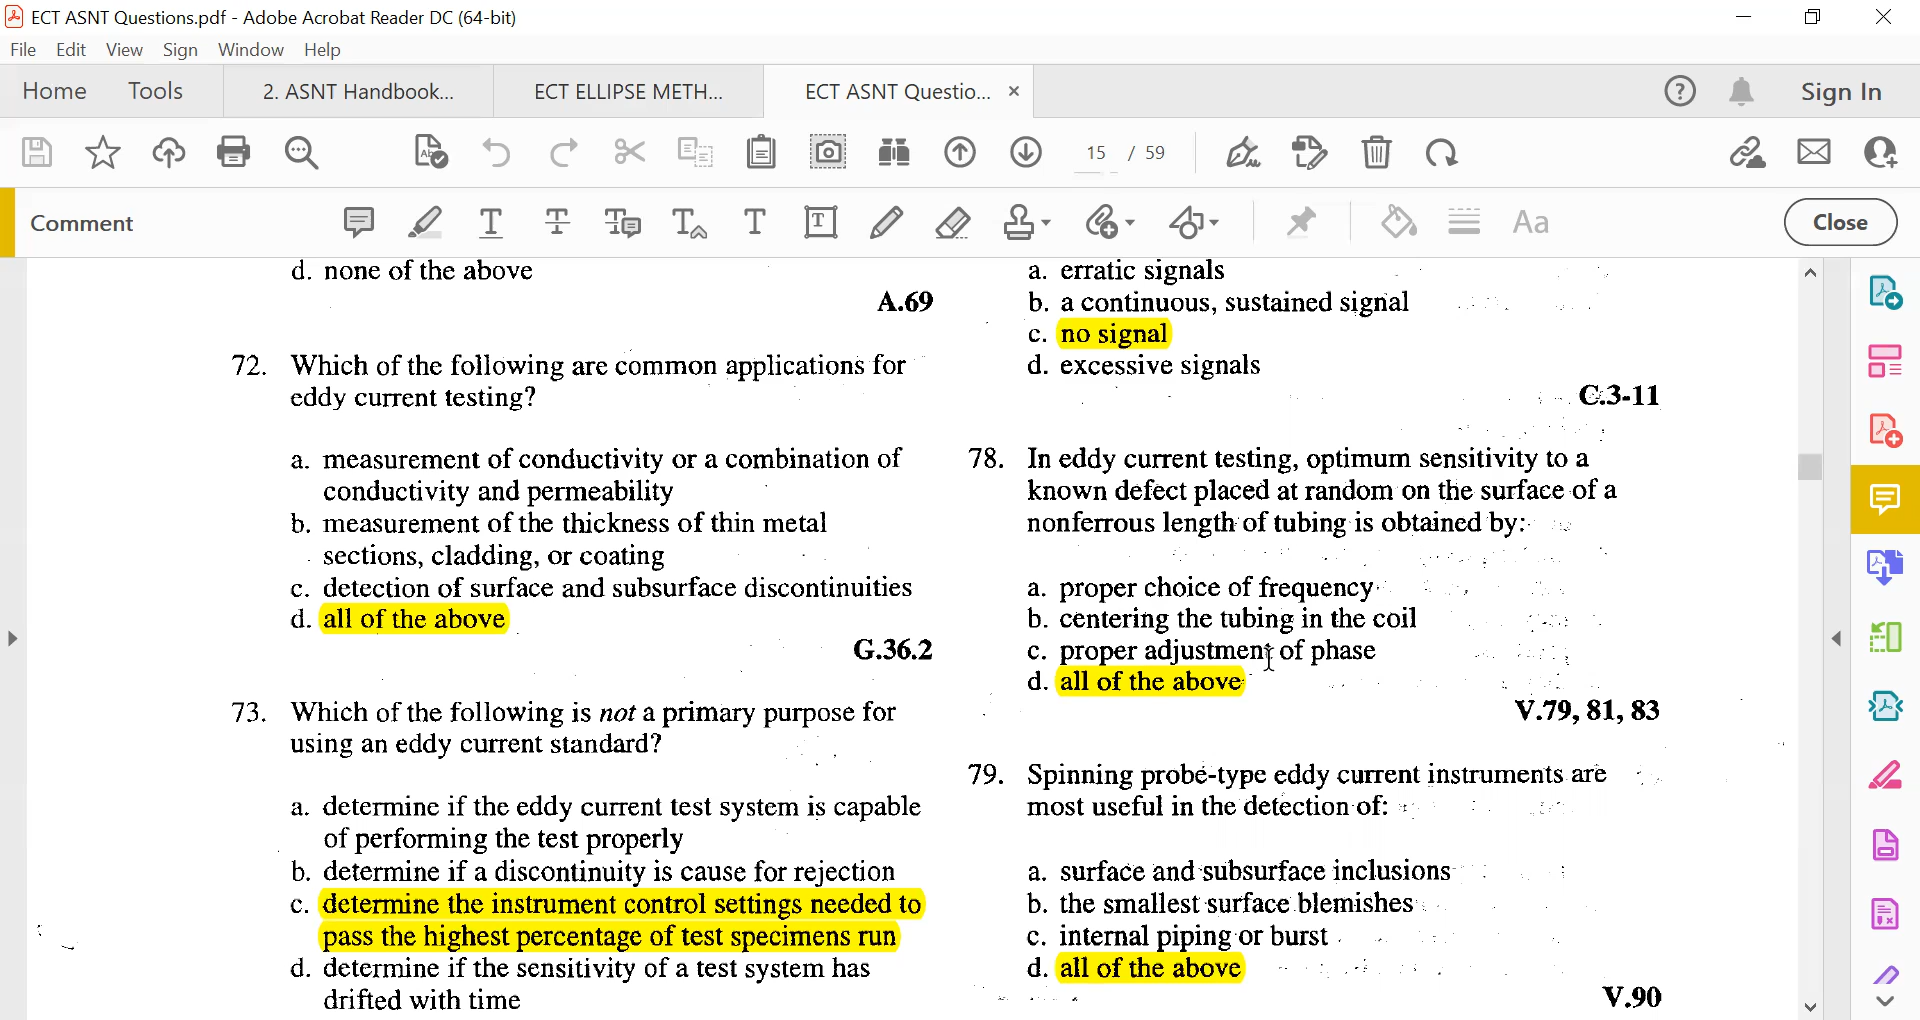 ECT ASNT Questions.pdf - Adobe Acrobat Reader DC (64-bit)
File Edit View Sign Window Help
Home Tools 2. ASNT Handbook... ECT ELLIPSE METH... ECT ASNT Questio... × Sign In
15 / 59
Comment Close
d. none of the above
A.69
72. Which of the following are common applications for
eddy current testing?
a. measurement of conductivity or a combination of
conductivity and permeability
b. measurement of the thickness of thin metal
sections, cladding, or coating
c. detection of surface and subsurface discontinuities
d. all of the above
G.36.2
73. Which of the following is not a primary purpose for
using an eddy current standard?
a. determine if the eddy current test system is capable
of performing the test properly
b. determine if a discontinuity is cause for rejection
c. determine the instrument control settings needed to
pass the highest percentage of test specimens run
d. determine if the sensitivity of a test system has
drifted with time
a. erratic signals
b. a continuous, sustained signal
c. no signal
d. excessive signals
C.3-11
78. In eddy current testing, optimum sensitivity to a
known defect placed at random on the surface of a
nonferrous length of tubing is obtained by:
a. proper choice of frequency
b. centering the tubing in the coil
c. proper adjustment of phase
d. all of the above
V.79, 81, 83
79. Spinning probe-type eddy current instruments are
most useful in the detection of:
a. surface and subsurface inclusions
b. the smallest surface blemishes
c. internal piping or burst
d. all of the above
V.90